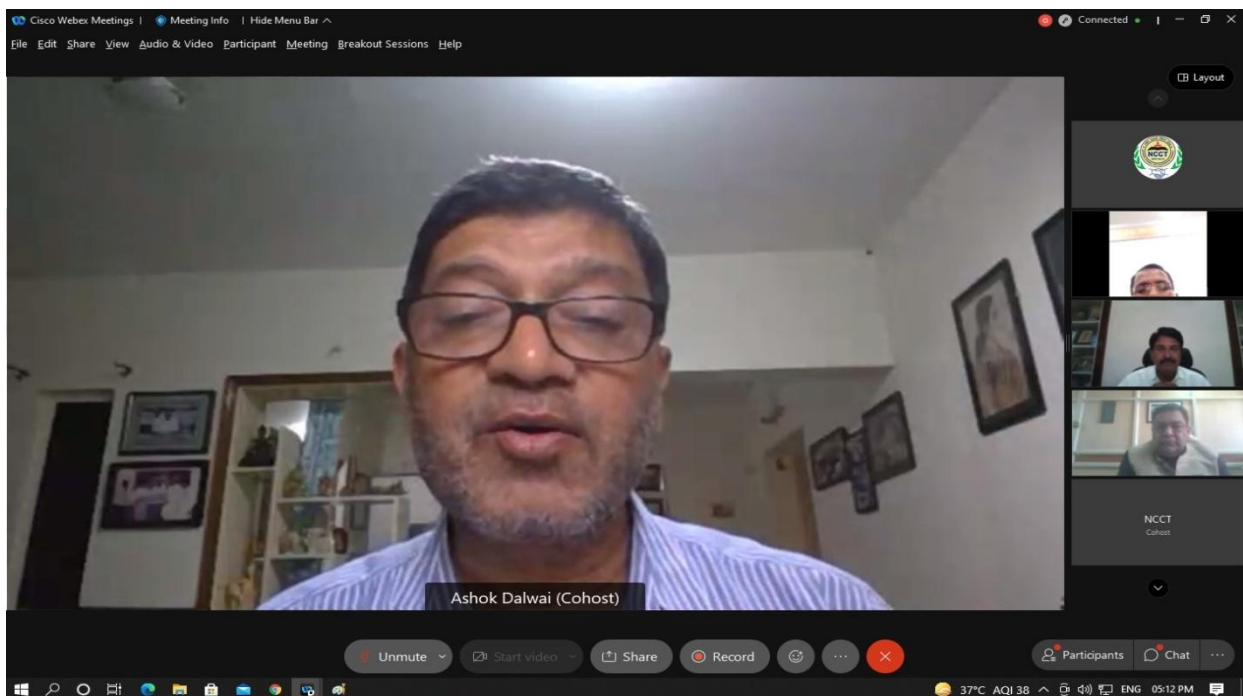 Cisco Webex Meetings | Meeting Info | Hide Menu Bar
Connected
File Edit Share View Audio & Video Participant Meeting Breakout Sessions Help
Layout
NCCT
NCCT
Cohost
Ashok Dalwai (Cohost)
Unmute Start video Share Record Participants Chat
37°C AQI 38 ENG 05:12 PM